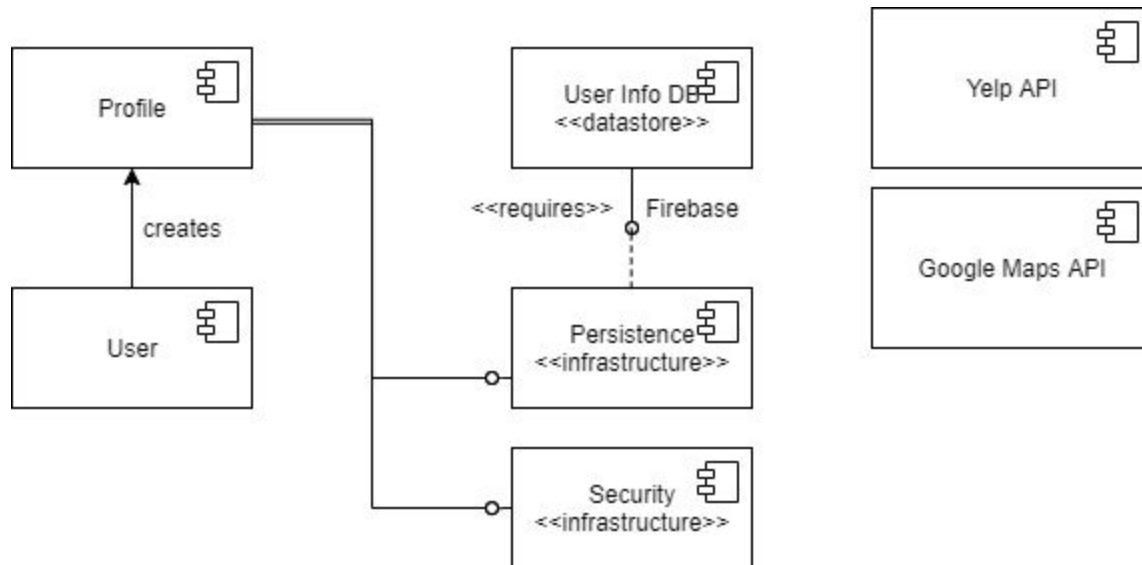 Profile
creates
User
User Info DB
<<datastore>>
<<requires>>
Firebase
Persistence
<<infrastructure>>
Security
<<infrastructure>>
Yelp API
Google Maps API